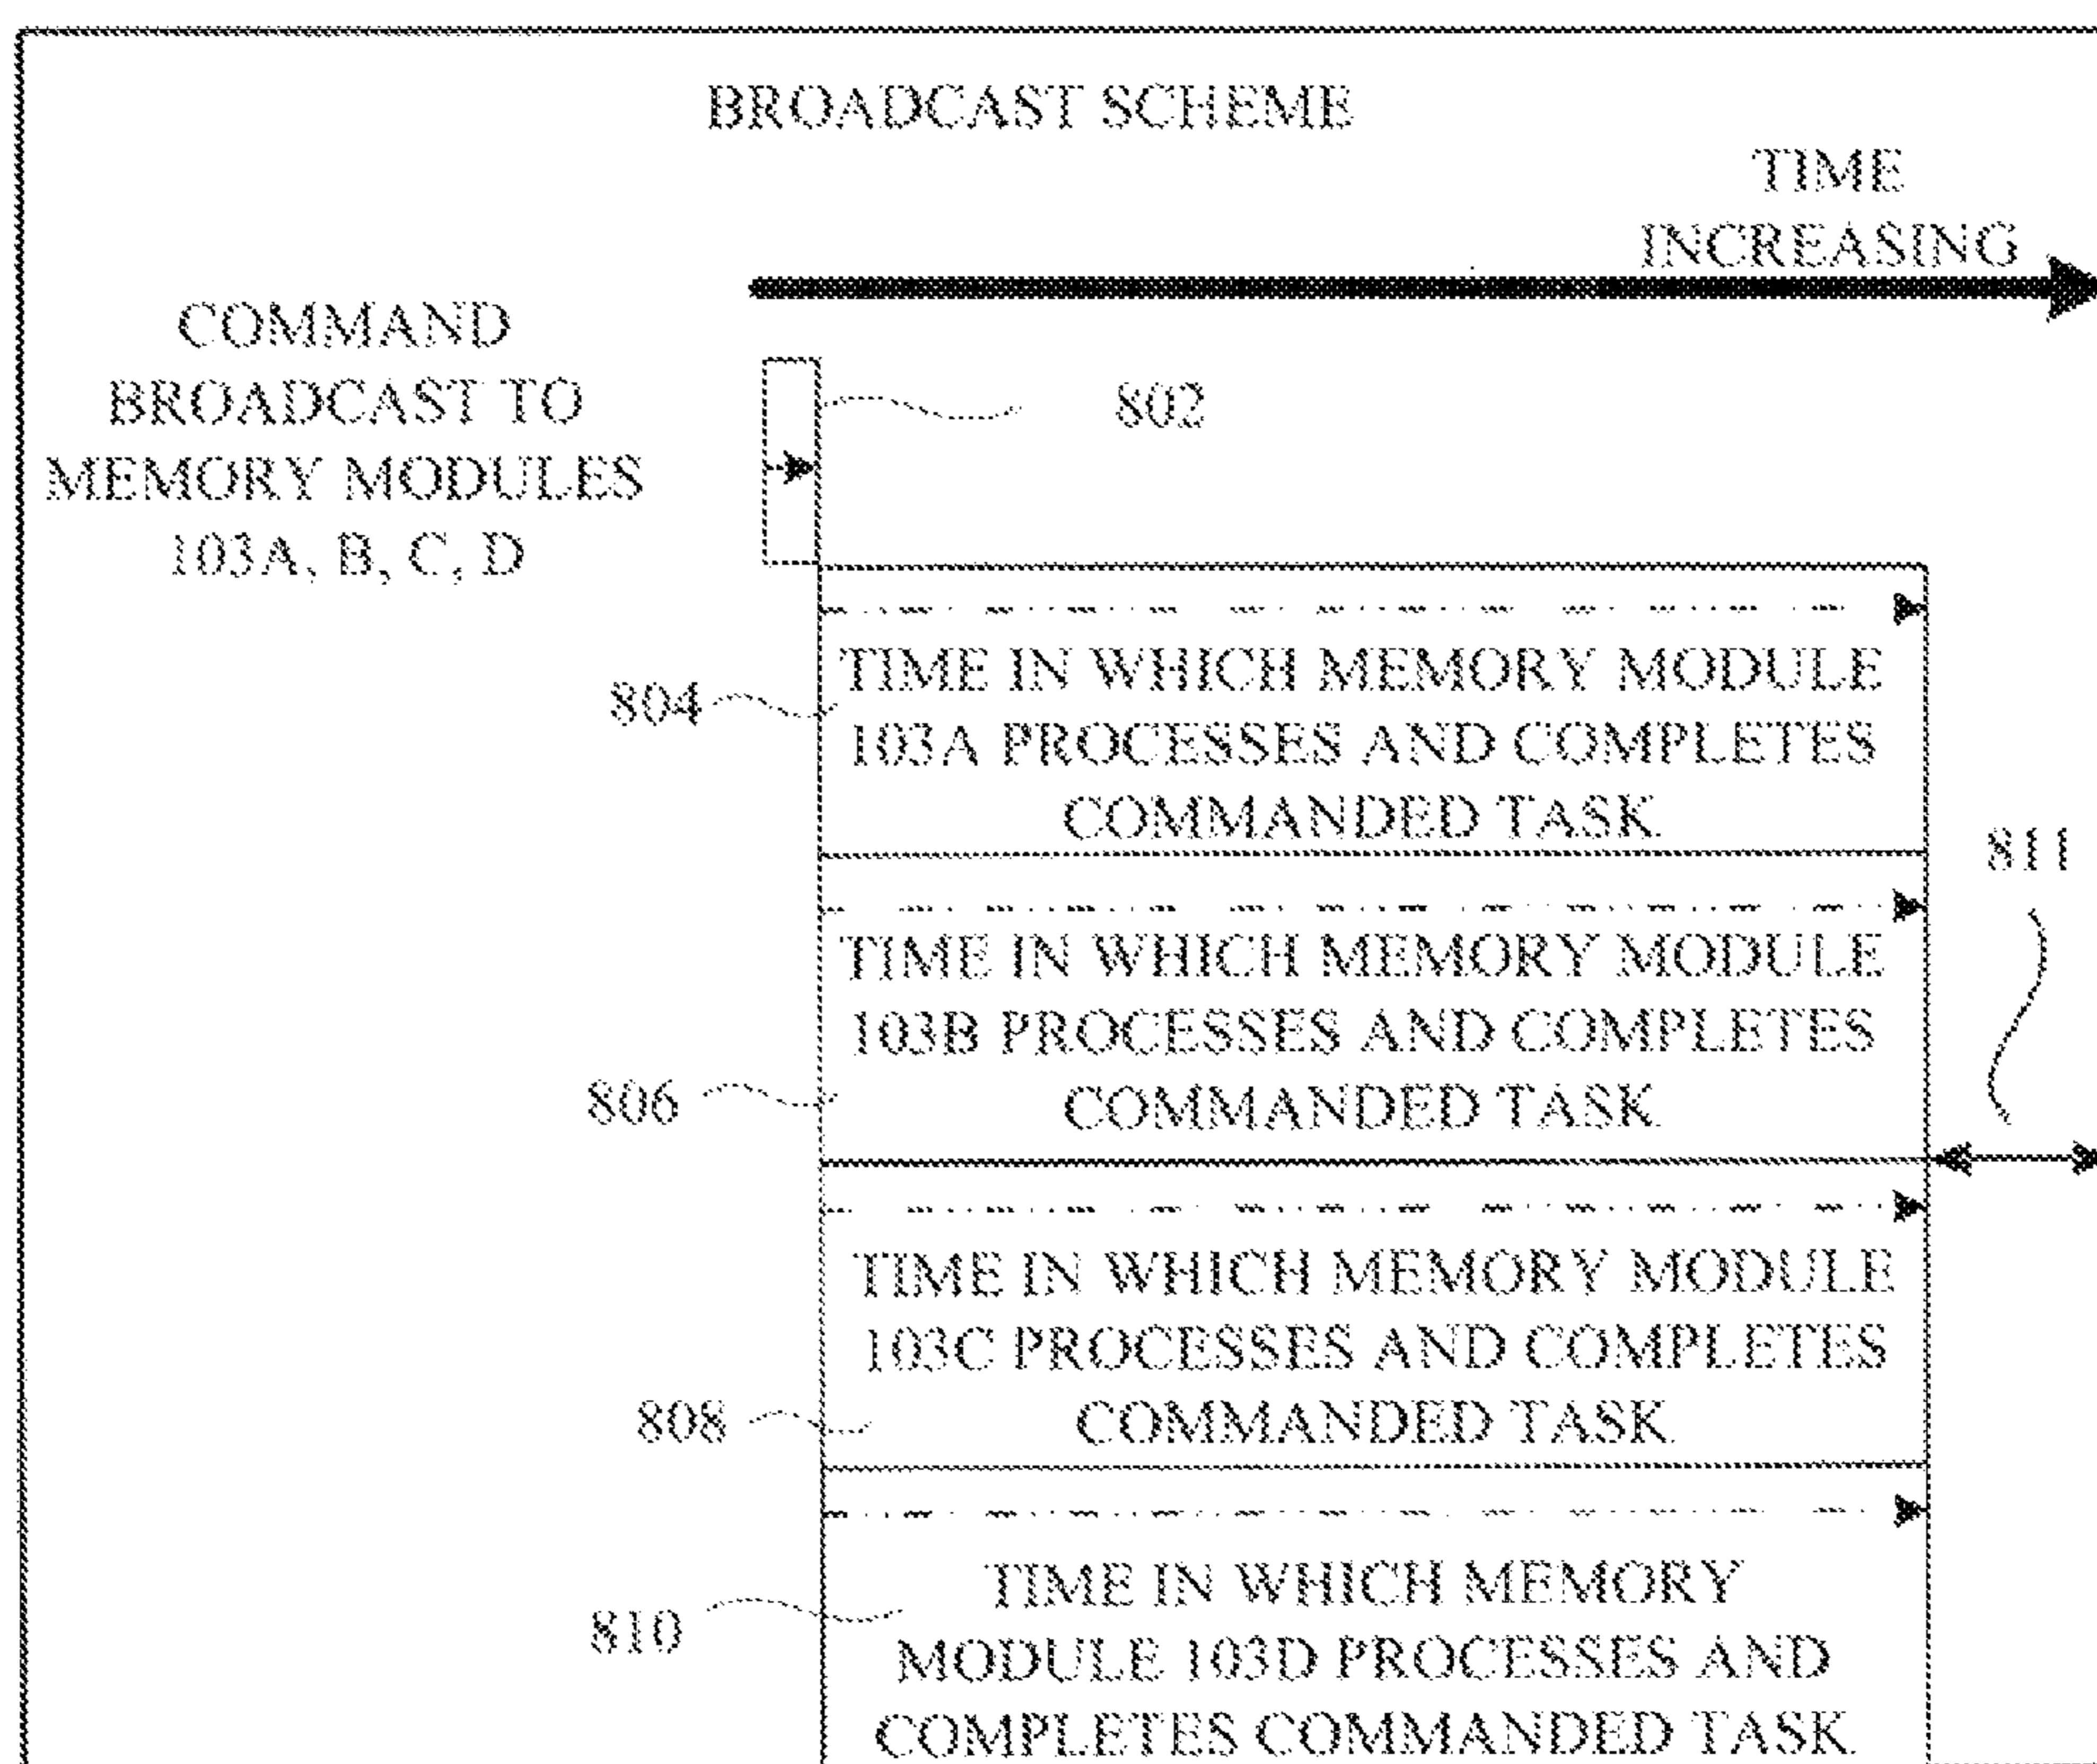 BROADCAST SCHEME
TIME
INCREASING
COMMAND
BROADCAST TO
MEMORY MODULES
103A, B, C, D
802
804
TIME IN WHICH MEMORY MODULE
103A PROCESSES AND COMPLETES
COMMANDED TASK
811
806
TIME IN WHICH MEMORY MODULE
103B PROCESSES AND COMPLETES
COMMANDED TASK
808
TIME IN WHICH MEMORY MODULE
103C PROCESSES AND COMPLETES
COMMANDED TASK
810
TIME IN WHICH MEMORY
MODULE 103D PROCESSES AND
COMPLETES COMMANDED TASK